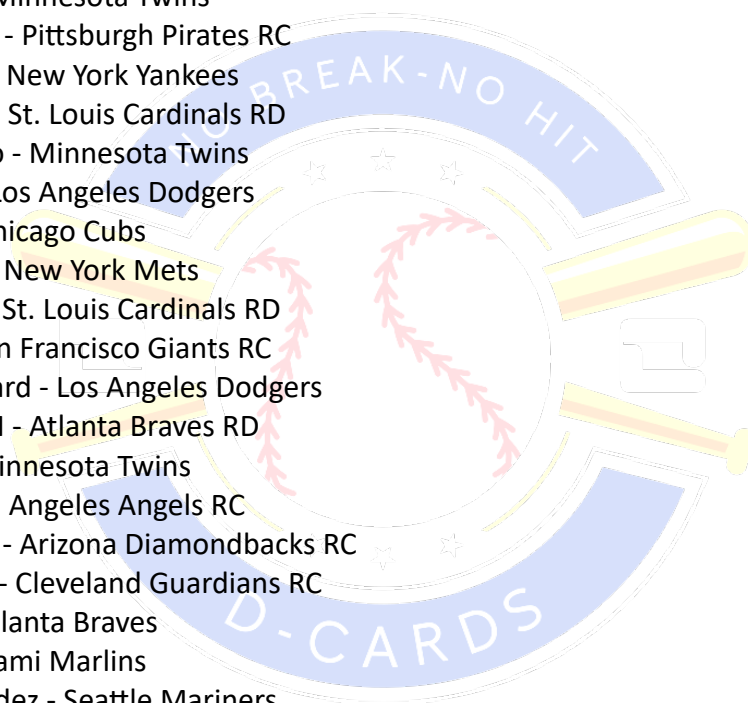 Minnesota Twins
- Pittsburgh Pirates RC
New York Yankees
St. Louis Cardinals RD
- Minnesota Twins
Los Angeles Dodgers
Chicago Cubs
New York Mets
St. Louis Cardinals RD
Francisco Giants RC
- Los Angeles Dodgers
- Atlanta Braves RD
Minnesota Twins
Angeles Angels RC
- Arizona Diamondbacks RC
- Cleveland Guardians RC
Atlanta Braves
Miami Marlins
- Seattle Mariners
NO BREAK-NO HIT
D-CARDS